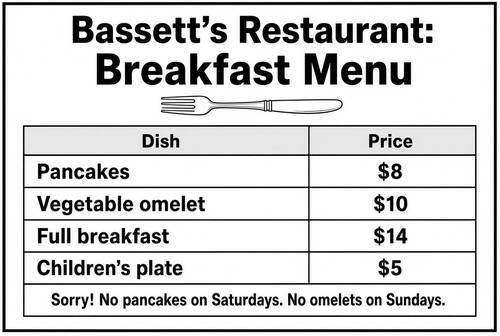 Bassett's Restaurant:
Breakfast Menu
Dish Price
Pancakes $8
Vegetable omelet $10
Full breakfast $14
Children's plate $5
Sorry! No pancakes on Saturdays. No omelets on Sundays.